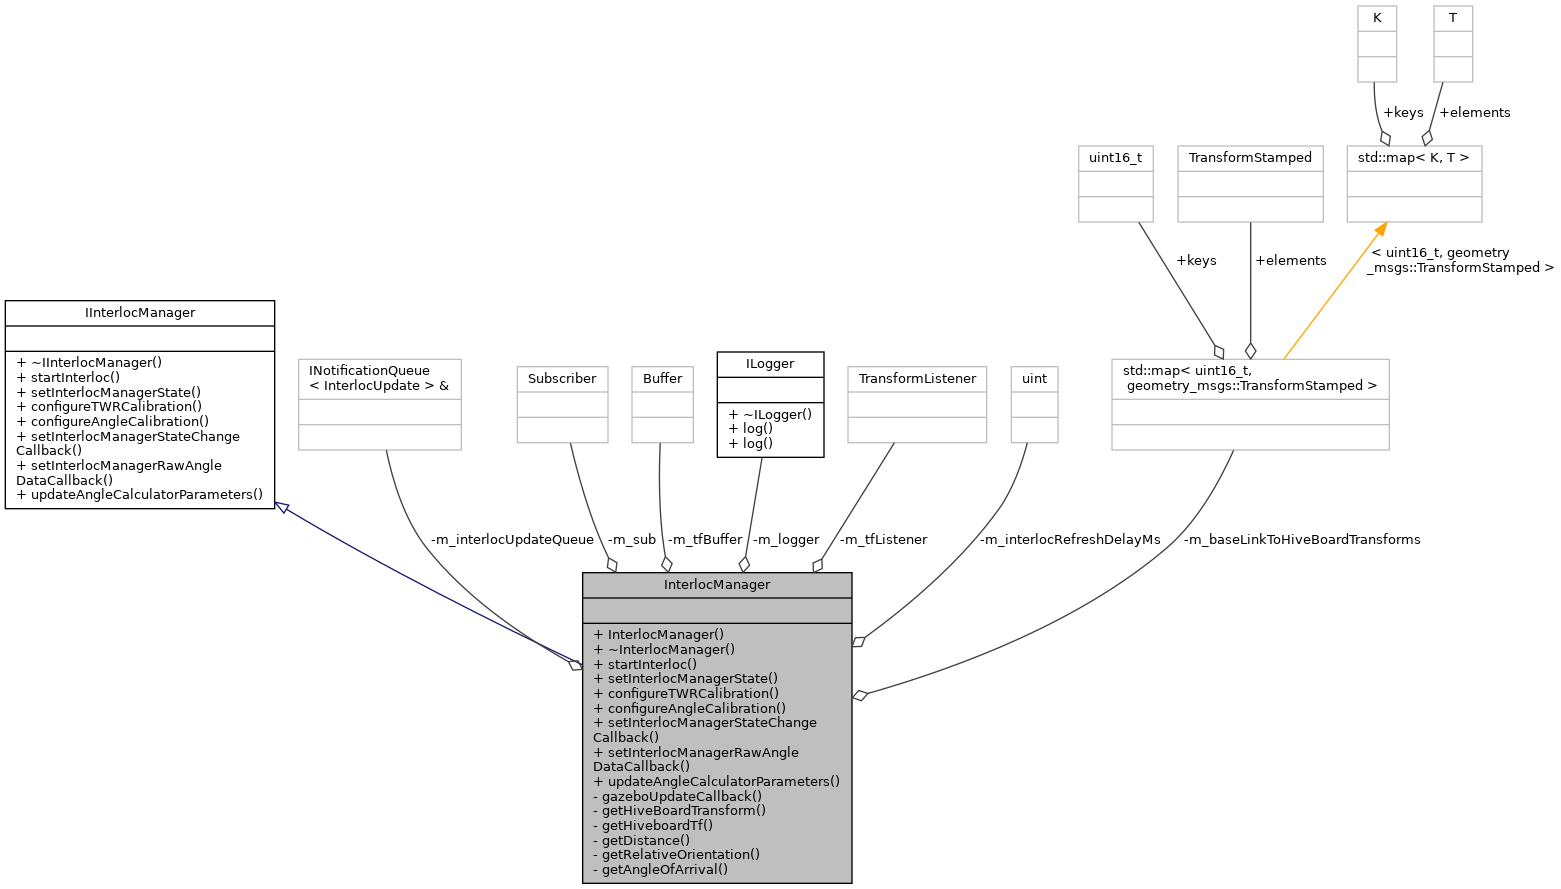 K
T
+keys
+elements
uint16_t
TransformStamped
std::map< K, T >
+keys
+elements
< uint16_t, geometry
_msgs::TransformStamped >
IInterlocManager
+ ~IInterlocManager()
+ startInterloc()
+ setInterlocManagerState()
+ configureTWRCalibration()
+ configureAngleCalibration()
+ setInterlocManagerStateChange
Callback()
+ setInterlocManagerRawAngle
DataCallback()
+ updateAngleCalculatorParameters()
INotificationQueue
< InterlocUpdate > &
Subscriber
Buffer
ILogger
+ ~ILogger()
+ log()
+ log()
TransformListener
uint
std::map< uint16_t,
geometry_msgs::TransformStamped >
-m_interlocUpdateQueue
-m_sub
-m_tfBuffer
-m_logger
-m_tfListener
-m_interlocRefreshDelayMs
-m_baseLinkToHiveBoardTransforms
InterlocManager
+ InterlocManager()
+ ~InterlocManager()
+ startInterloc()
+ setInterlocManagerState()
+ configureTWRCalibration()
+ configureAngleCalibration()
+ setInterlocManagerStateChange
Callback()
+ setInterlocManagerRawAngle
DataCallback()
+ updateAngleCalculatorParameters()
- gazeboUpdateCallback()
- getHiveBoardTransform()
- getHiveboardTf()
- getDistance()
- getRelativeOrientation()
- getAngleOfArrival()